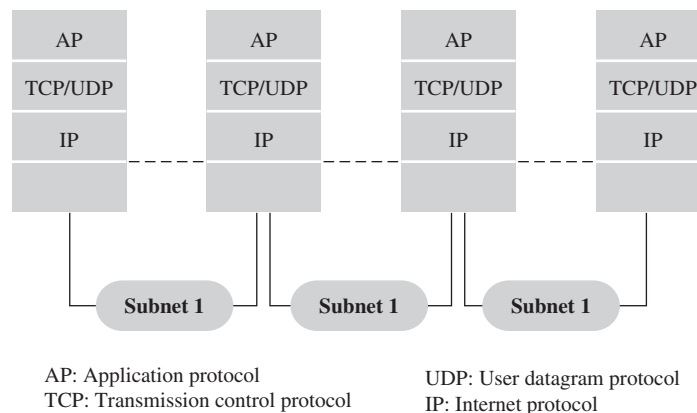 AP AP AP AP
TCP/UDP TCP/UDP TCP/UDP TCP/UDP
IP IP IP IP
Subnet 1 Subnet 1 Subnet 1
AP: Application protocol
TCP: Transmission control protocol
UDP: User datagram protocol
IP: Internet protocol